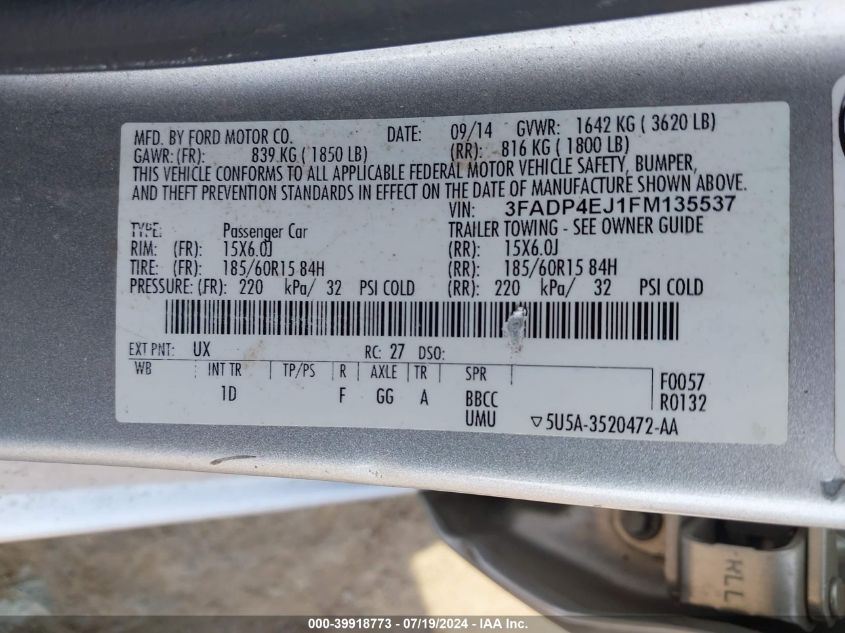 MFD. BY FORD MOTOR CO. DATE: 09/14 GVWR: 1642 KG ( 3620 LB)
GAWR: (FR): 839 KG ( 1850 LB) (RR): 816 KG ( 1800 LB)
THIS VEHICLE CONFORMS TO ALL APPLICABLE FEDERAL MOTOR VEHICLE SAFETY, BUMPER,
AND THEFT PREVENTION STANDARDS IN EFFECT ON THE DATE OF MANUFACTURE SHOWN ABOVE.
VIN: 3FADP4EJ1FM135537
TYPE: Passenger Car TRAILER TOWING - SEE OWNER GUIDE
RIM: (FR): 15X6.0J (RR): 15X6.0J
TIRE: (FR): 185/60R15 84H (RR): 185/60R15 84H
PRESSURE: (FR): 220 kPa/ 32 PSI COLD (RR): 220 kPa/ 32 PSI COLD
EXT PNT: UX RC: 27 DSO:
WB INT TR TP/PS R AXLE TR SPR F0057
1D F GG A BBCC R0132
UMU ▽5U5A-3520472-AA
000-39918773 - 07/19/2024 - IAA Inc.